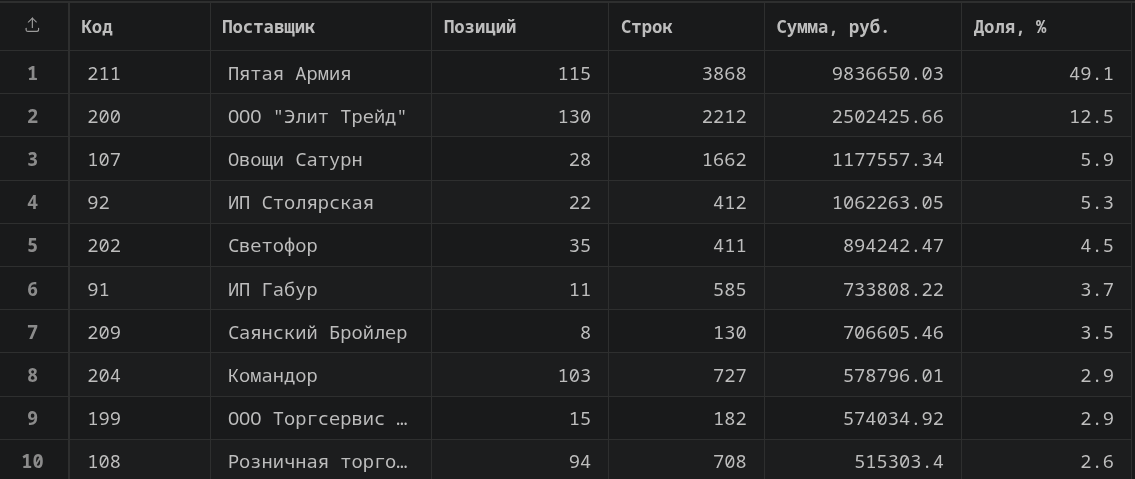 Код Поставщик Позиций Строк Сумма, руб. Доля, %
1 211 Пятая Армия 115 3868 9836650.03 49.1
2 200 ООО "Элит Трейд" 130 2212 2502425.66 12.5
3 107 Овощи Сатурн 28 1662 1177557.34 5.9
4 92 ИП Столярская 22 412 1062263.05 5.3
5 202 Светофор 35 411 894242.47 4.5
6 91 ИП Габур 11 585 733808.22 3.7
7 209 Саянский Бройлер 8 130 706605.46 3.5
8 204 Командор 103 727 578796.01 2.9
9 199 ООО Торгсервис … 15 182 574034.92 2.9
10 108 Розничная торго… 94 708 515303.4 2.6